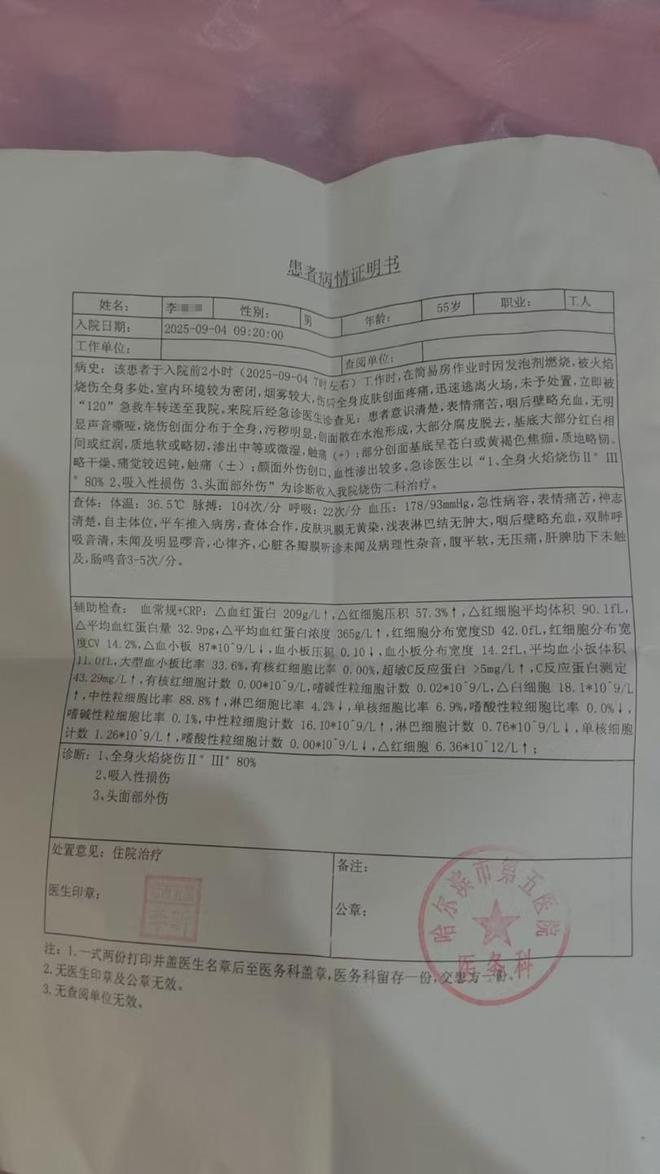 患者病情证明书
姓名： 李 性别： 男 年龄： 55岁 职业： 工人
入院日期： 2025-09-04 09:20:00
工作单位： 查阅单位：
病史：该患者于入院前2小时（2025-09-04 7时左右）工作时，在简易房作业时因发泡剂燃烧，被火焰
烧伤全身多处，室内环境较为密闭，烟雾较大，伤后全身皮肤创面疼痛，迅速逃离火场，未予处置，立即被
“120”急救车转送至我院，来院后经急诊医生诊查见：患者意识清楚，表情痛苦，咽后壁略充血，无明
显声音嘶哑，烧伤创面分布于全身，污秽明显，创面散在水泡形成，大部分腐皮脱去，基底大部分红白相
间或红润，质地软或略韧，渗出中等或微湿，触痛（+）；部分创面基底呈苍白或黄褐色焦痂，质地略韧，
略干燥，痛觉较迟钝，触痛（±）；颜面外伤创口，血性渗出较多。急诊医生以“1、全身火焰烧伤Ⅱ°Ⅲ
°80% 2、吸入性损伤 3、头面部外伤”为诊断收入我院烧伤二科治疗。
查体：体温：36.5℃ 脉搏：104次/分 呼吸：22次/分 血压：178/93mmHg，急性病容，表情痛苦，神志
清楚，自主体位，平车推入病房，查体合作，皮肤巩膜无黄染，浅表淋巴结无肿大，咽后壁略充血，双肺呼
吸音清，未闻及明显啰音，心律齐，心脏各瓣膜听诊未闻及病理性杂音，腹平软，无压痛，肝脾肋下未触
及，肠鸣音3-5次/分。
辅助检查： 血常规+CRP：△血红蛋白 209g/L↑，△红细胞压积 57.3%↑，△红细胞平均体积 90.1fL，
△平均血红蛋白量 32.9pg，△平均血红蛋白浓度 365g/L↑，红细胞分布宽度SD 42.0fL，红细胞分布宽
度CV 14.2%，△血小板 87*10^9/L↓，血小板压积 0.10↓，血小板分布宽度 14.2fL，平均血小板体积
11.0fL，大型血小板比率 33.6%，有核红细胞比率 0.00%，超敏C反应蛋白 >5mg/L↑，C反应蛋白测定
43.29mg/L↑，有核红细胞计数 0.00*10^9/L，嗜碱性粒细胞计数 0.02*10^9/L，△白细胞 18.1*10^9/L
↑，中性粒细胞比率 88.8%↑，淋巴细胞比率 4.2%↓，单核细胞比率 6.9%，嗜酸性粒细胞比率 0.0%↓，
嗜碱性粒细胞比率 0.1%，中性粒细胞计数 16.10*10^9/L↑，淋巴细胞计数 0.76*10^9/L↓，单核细胞
计数 1.26*10^9/L↑，嗜酸性粒细胞计数 0.00*10^9/L↓，△红细胞 6.36*10^12/L↑；
诊断：1、全身火焰烧伤Ⅱ°Ⅲ°80%
2、吸入性损伤
3、头面部外伤
处置意见：住院治疗
备注：
医生印章：
公章：
哈尔滨市第五医院
医务科
注：1.一式两份打印并盖医生名章后至医务科盖章，医务科留存一份，交患方一份。
2.无医生印章及公章无效。
3.无查阅单位无效。